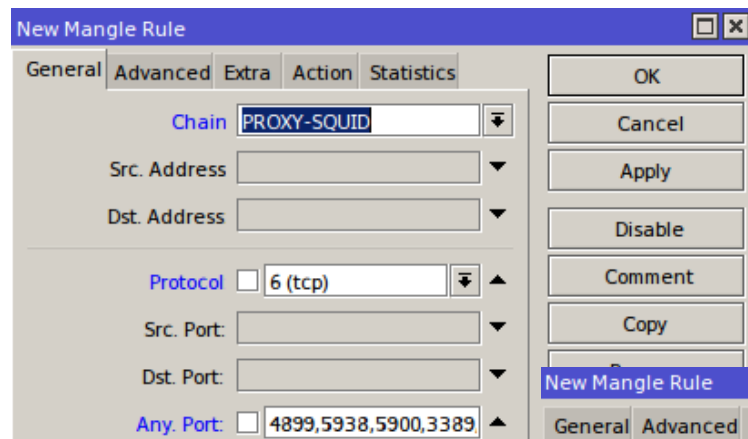 New Mangle Rule
General Advanced Extra Action Statistics
Chain PROXY-SQUID
Src. Address
Dst. Address
Protocol 6 (tcp)
Src. Port:
Dst. Port:
Any. Port: 4899,5938,5900,3389,
OK
Cancel
Apply
Disable
Comment
Copy
New Mangle Rule
General Advanced